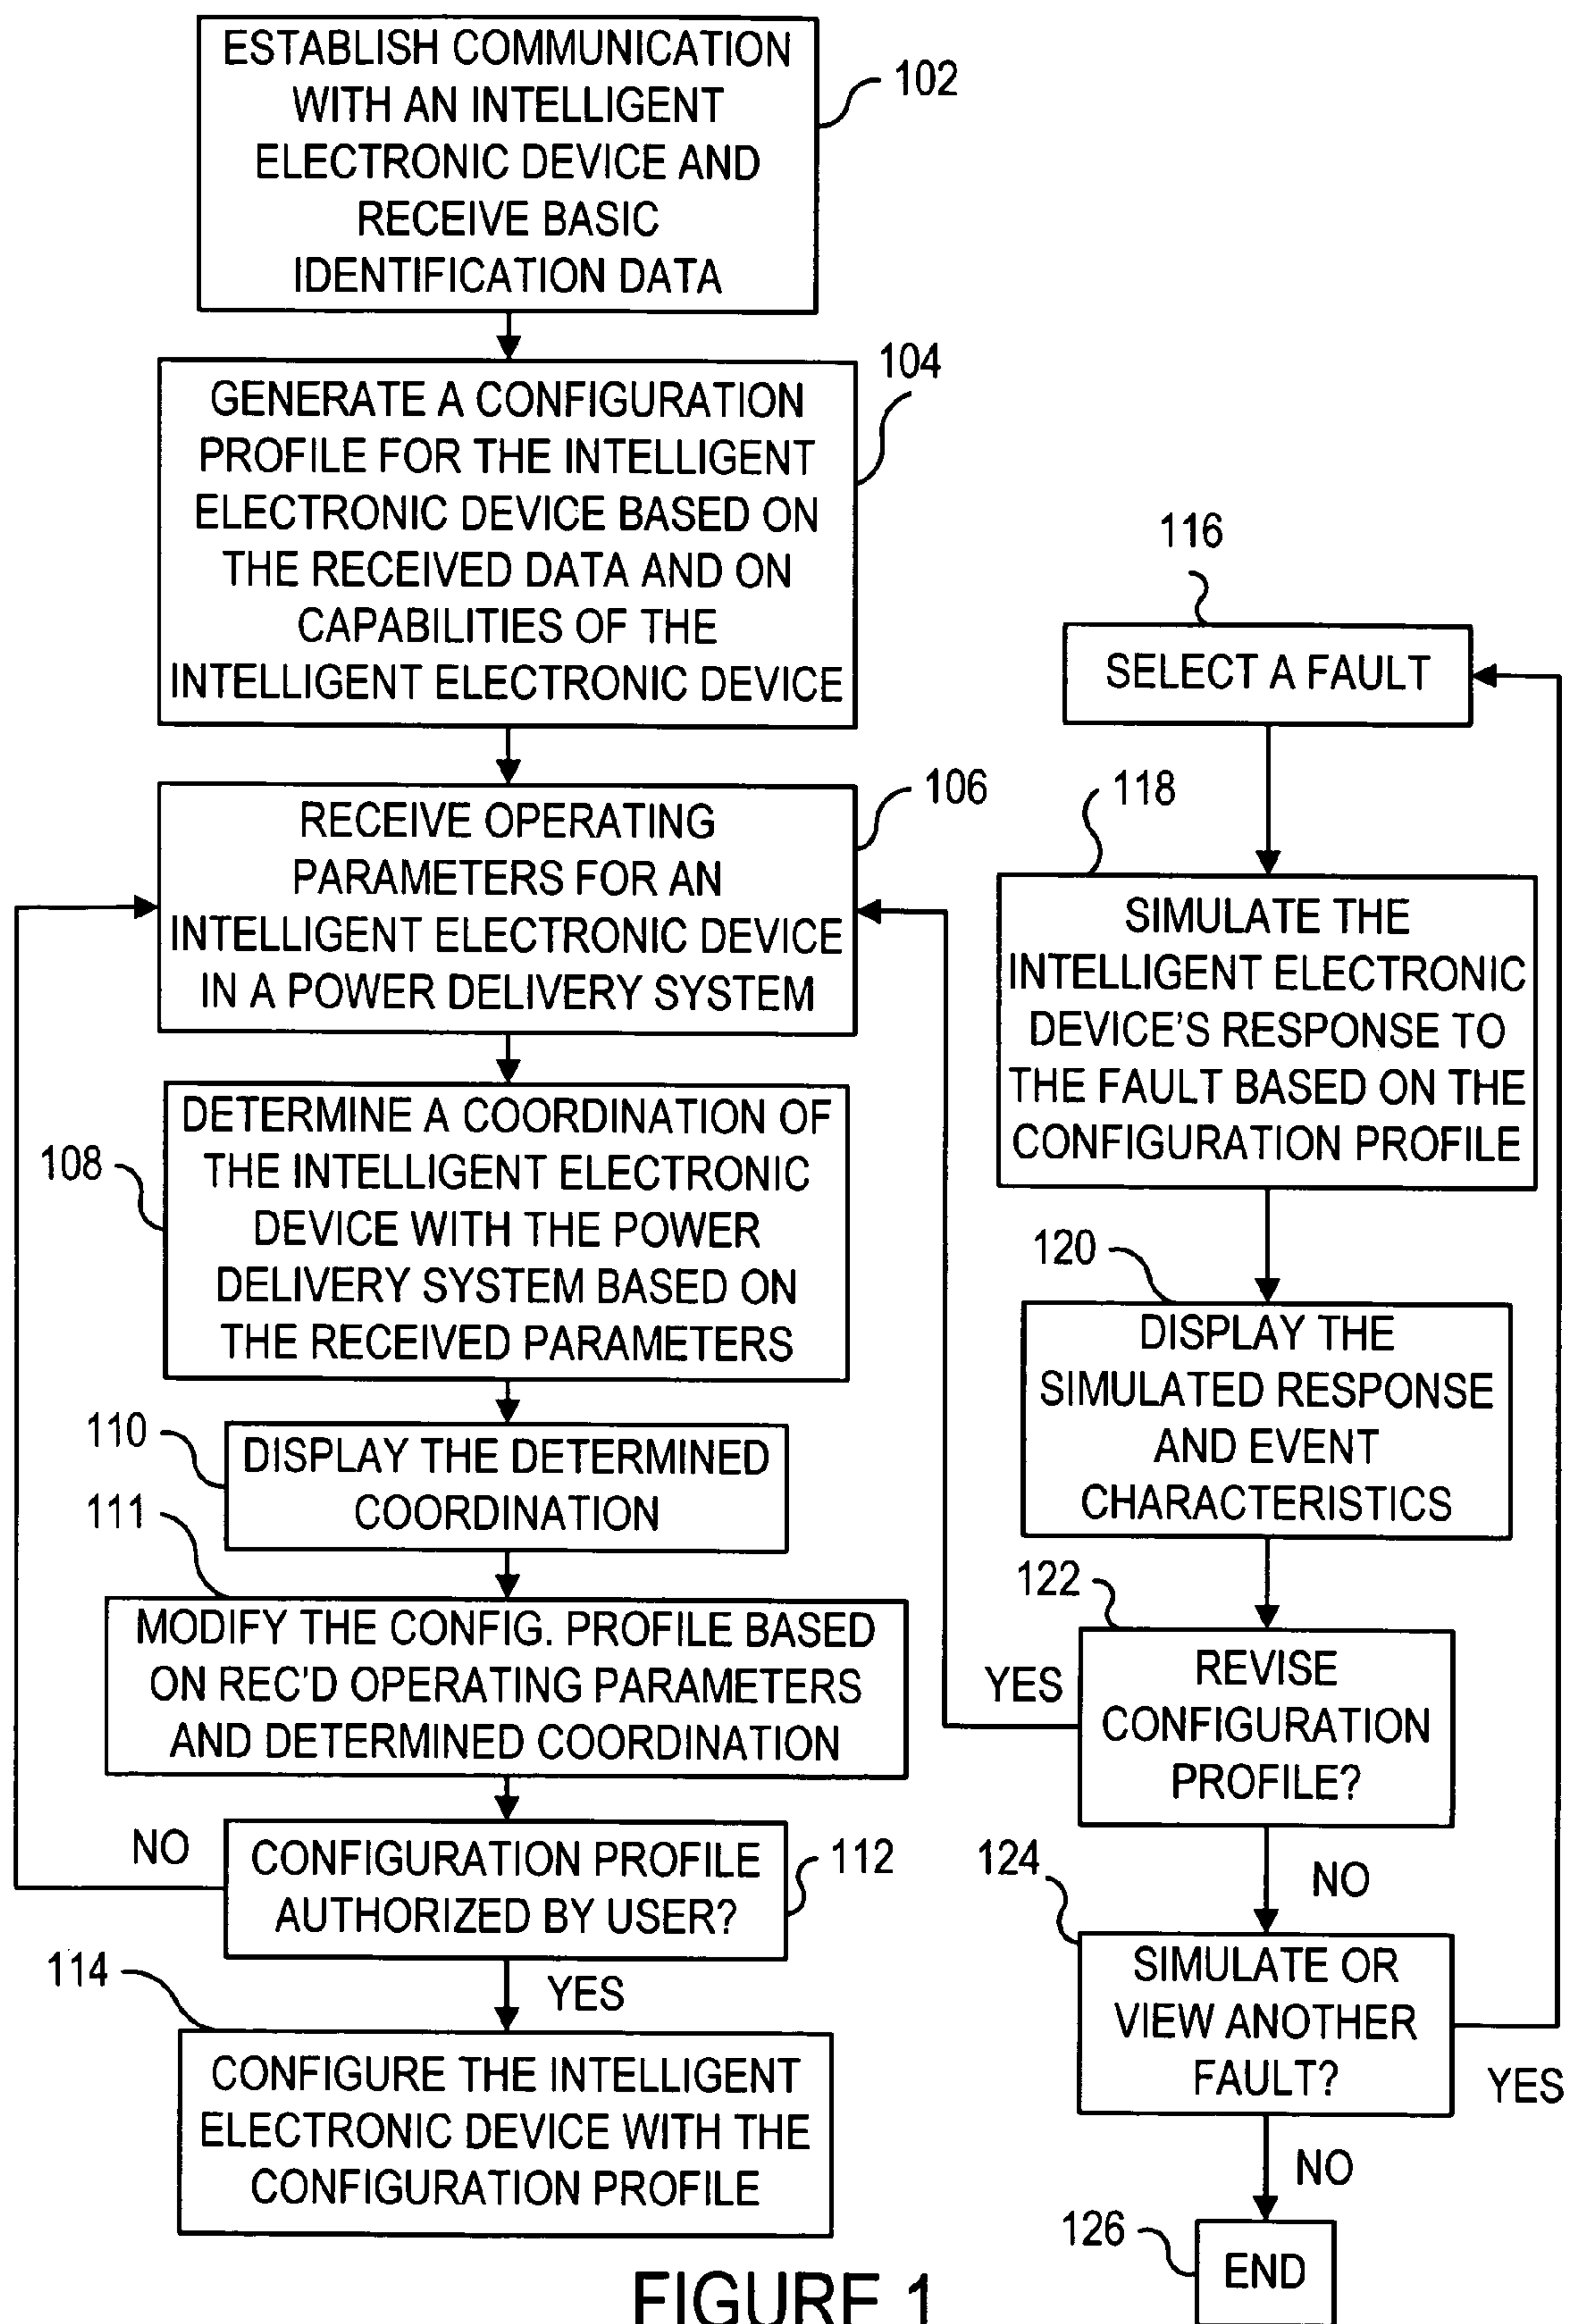 ESTABLISH COMMUNICATION
WITH AN INTELLIGENT
ELECTRONIC DEVICE AND
RECEIVE BASIC
IDENTIFICATION DATA
102
GENERATE A CONFIGURATION
PROFILE FOR THE INTELLIGENT
ELECTRONIC DEVICE BASED ON
THE RECEIVED DATA AND ON
CAPABILITIES OF THE
INTELLIGENT ELECTRONIC DEVICE
104
RECEIVE OPERATING
PARAMETERS FOR AN
INTELLIGENT ELECTRONIC DEVICE
IN A POWER DELIVERY SYSTEM
106
DETERMINE A COORDINATION OF
THE INTELLIGENT ELECTRONIC
DEVICE WITH THE POWER
DELIVERY SYSTEM BASED ON
THE RECEIVED PARAMETERS
108
110
DISPLAY THE DETERMINED
COORDINATION
111
MODIFY THE CONFIG. PROFILE BASED
ON REC'D OPERATING PARAMETERS
AND DETERMINED COORDINATION
NO
CONFIGURATION PROFILE
AUTHORIZED BY USER?
112
YES
114
CONFIGURE THE INTELLIGENT
ELECTRONIC DEVICE WITH THE
CONFIGURATION PROFILE
116
SELECT A FAULT
118
SIMULATE THE
INTELLIGENT ELECTRONIC
DEVICE'S RESPONSE TO
THE FAULT BASED ON THE
CONFIGURATION PROFILE
120
DISPLAY THE
SIMULATED RESPONSE
AND EVENT
CHARACTERISTICS
122
YES
REVISE
CONFIGURATION
PROFILE?
NO
124
SIMULATE OR
VIEW ANOTHER
FAULT?
YES
NO
126
END
FIGURE 1